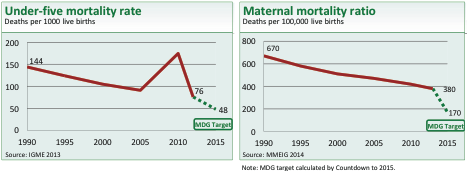 Under-five mortality rate
Deaths per 1000 live births
200
150
144
100
76
50
48
MDG Target
0
1990 1995 2000 2005 2010 2015
Source: IGME 2013
Maternal mortality ratio
Deaths per 100,000 live births
800
670
600
400
380
200
170
MDG Target
0
1990 1995 2000 2005 2010 2015
Source: MMEIG 2014
Note: MDG target calculated by Countdown to 2015.